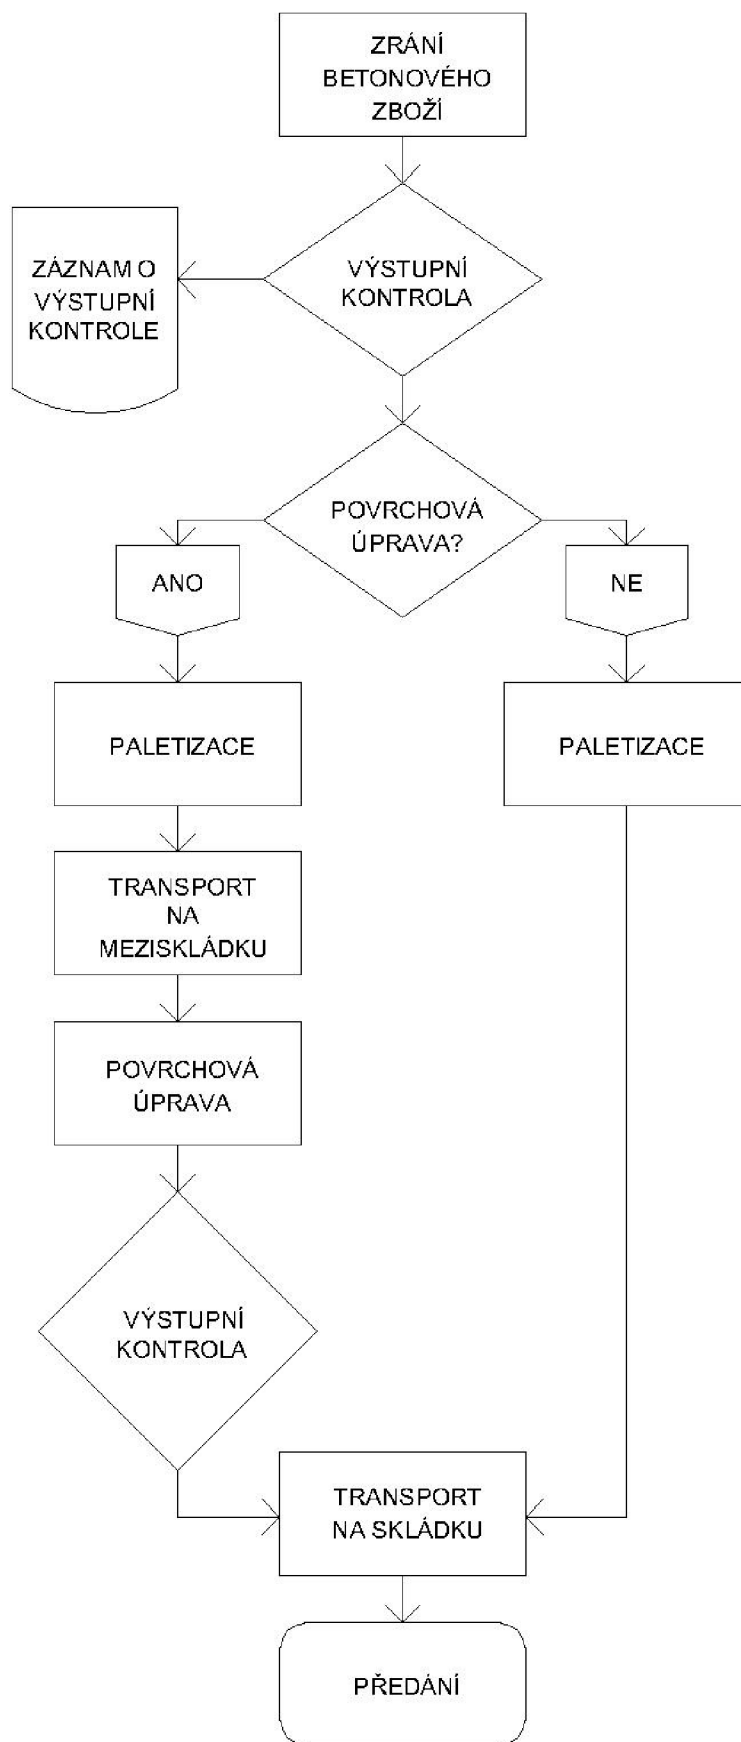 ZRÁNÍ
BETONOVÉHO
ZBOŽÍ
VÝSTUPNÍ
KONTROLA
ZÁZNAM O
VÝSTUPNÍ
KONTROLE
POVRCHOVÁ
ÚPRAVA?
ANO
NE
PALETIZACE
PALETIZACE
TRANSPORT
NA
MEZISKLÁDKU
POVRCHOVÁ
ÚPRAVA
VÝSTUPNÍ
KONTROLA
TRANSPORT
NA SKLÁDKU
PŘEDÁNÍ